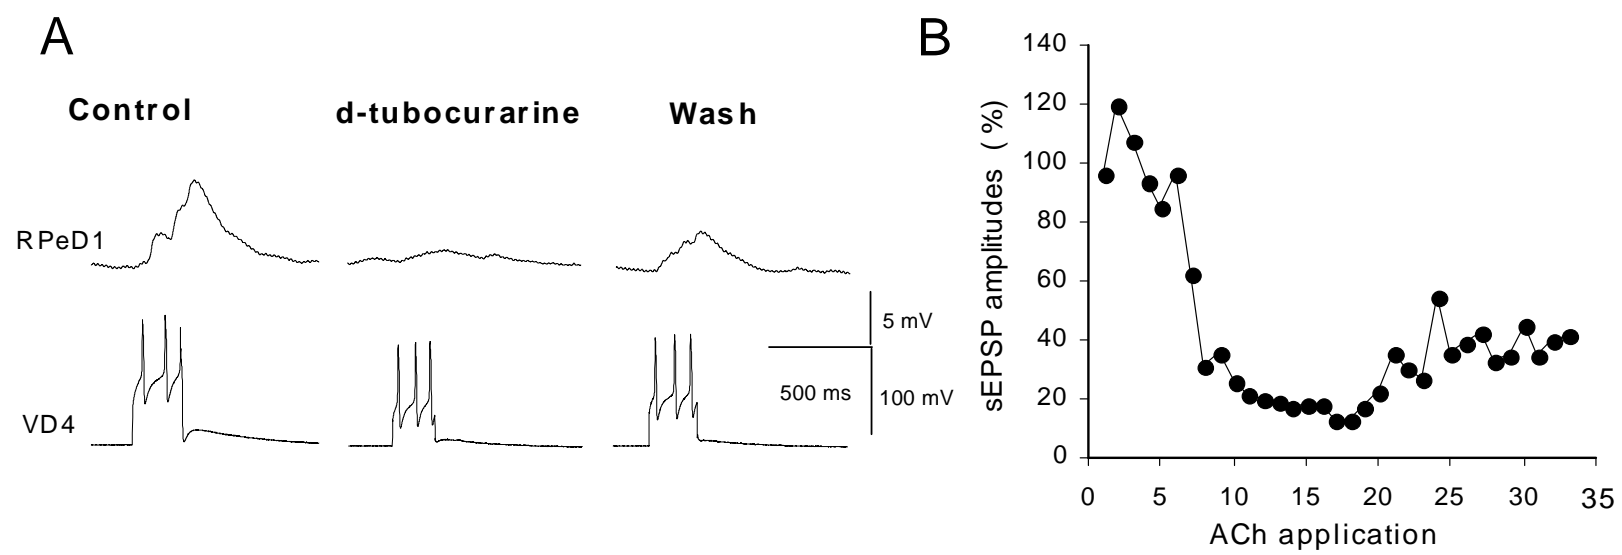 A
Control
d-tubocurarine
Wash
RPeD1
VD4
5 mV
500 ms
100 mV
B
sEPSP amplitudes ( %)
140
120
100
80
60
40
20
0
0 5 10 15 20 25 30 35
ACh application